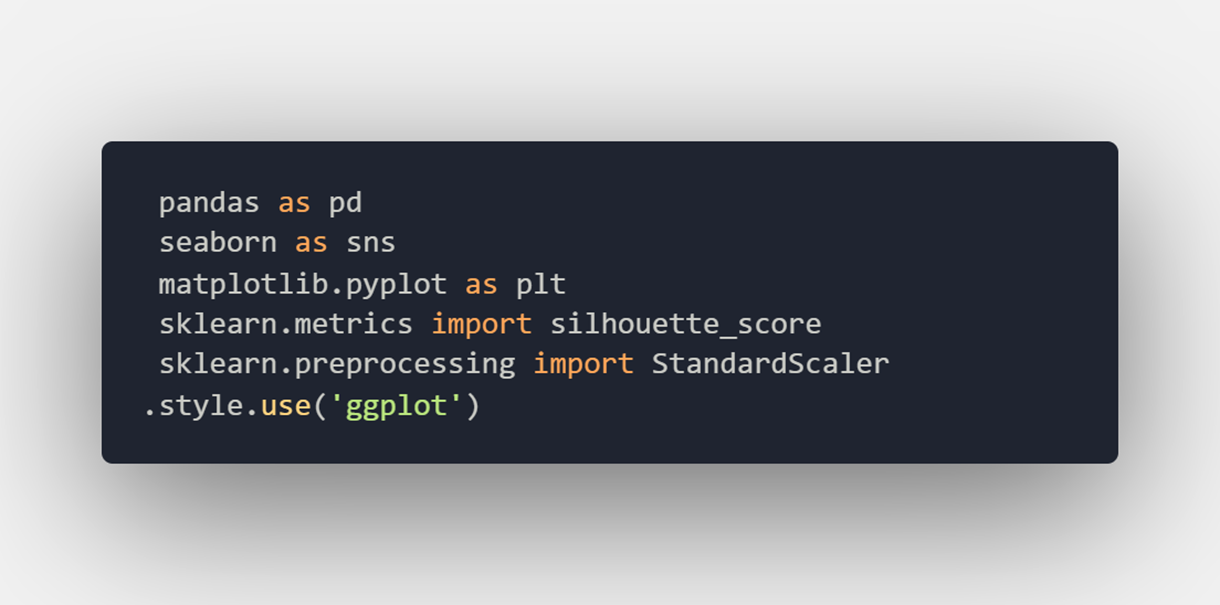 pandas as pd
seaborn as sns
matplotlib.pyplot as plt
sklearn.metrics import silhouette_score
sklearn.preprocessing import StandardScaler
.style.use('ggplot')